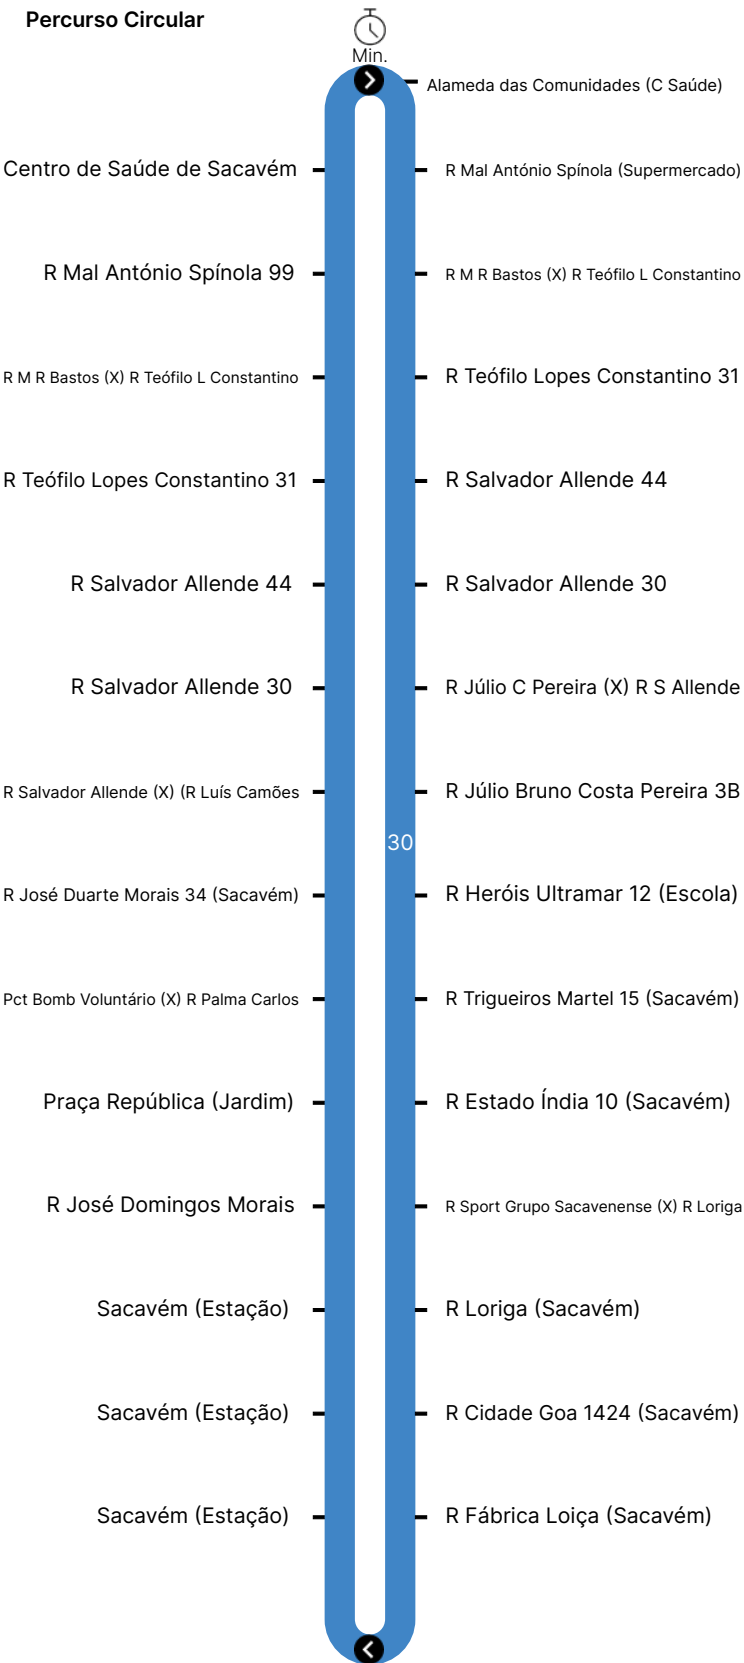 Percurso Circular
Min.
Alameda das Comunidades (C Saúde)
Centro de Saúde de Sacavém
R Mal António Spínola (Supermercado)
R Mal António Spínola 99
R M R Bastos (X) R Teófilo L Constantino
R M R Bastos (X) R Teófilo L Constantino
R Teófilo Lopes Constantino 31
R Teófilo Lopes Constantino 31
R Salvador Allende 44
R Salvador Allende 44
R Salvador Allende 30
R Salvador Allende 30
R Júlio C Pereira (X) R S Allende
R Salvador Allende (X) (R Luís Camões
R Júlio Bruno Costa Pereira 3B
30
R José Duarte Morais 34 (Sacavém)
R Heróis Ultramar 12 (Escola)
Pct Bomb Voluntário (X) R Palma Carlos
R Trigueiros Martel 15 (Sacavém)
Praça República (Jardim)
R Estado Índia 10 (Sacavém)
R José Domingos Morais
R Sport Grupo Sacavenense (X) R Loriga
Sacavém (Estação)
R Loriga (Sacavém)
Sacavém (Estação)
R Cidade Goa 1424 (Sacavém)
Sacavém (Estação)
R Fábrica Loiça (Sacavém)